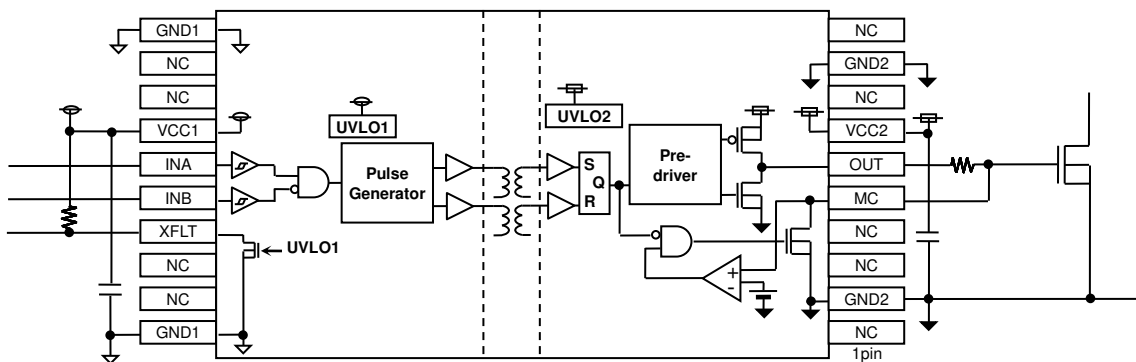 GND1
NC
NC
VCC1
INA
INB
XFLT
NC
NC
GND1
UVLO1
Pulse
Generator
UVLO1
UVLO2
S
Q
R
Pre-
driver
+
-
NC
GND2
NC
VCC2
OUT
MC
NC
NC
GND2
NC
1pin